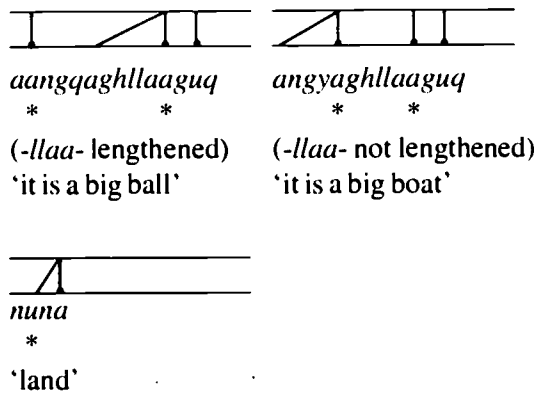 aangqaghllaaguq angyaghllaaguq
* * * *
(-llaa- lengthened) (-llaa- not lengthened)
‘it is a big ball’ ‘it is a big boat’
nuna
*
‘land’